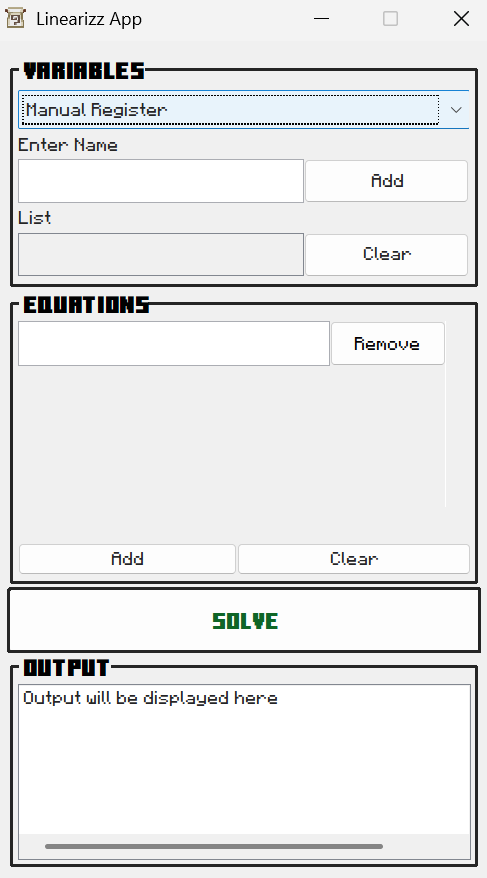 Linearizz App
VARIABLES
Manual Register
Enter Name
Add
List
Clear
EQUATIONS
Remove
Add Clear
SOLVE
OUTPUT
Output will be displayed here